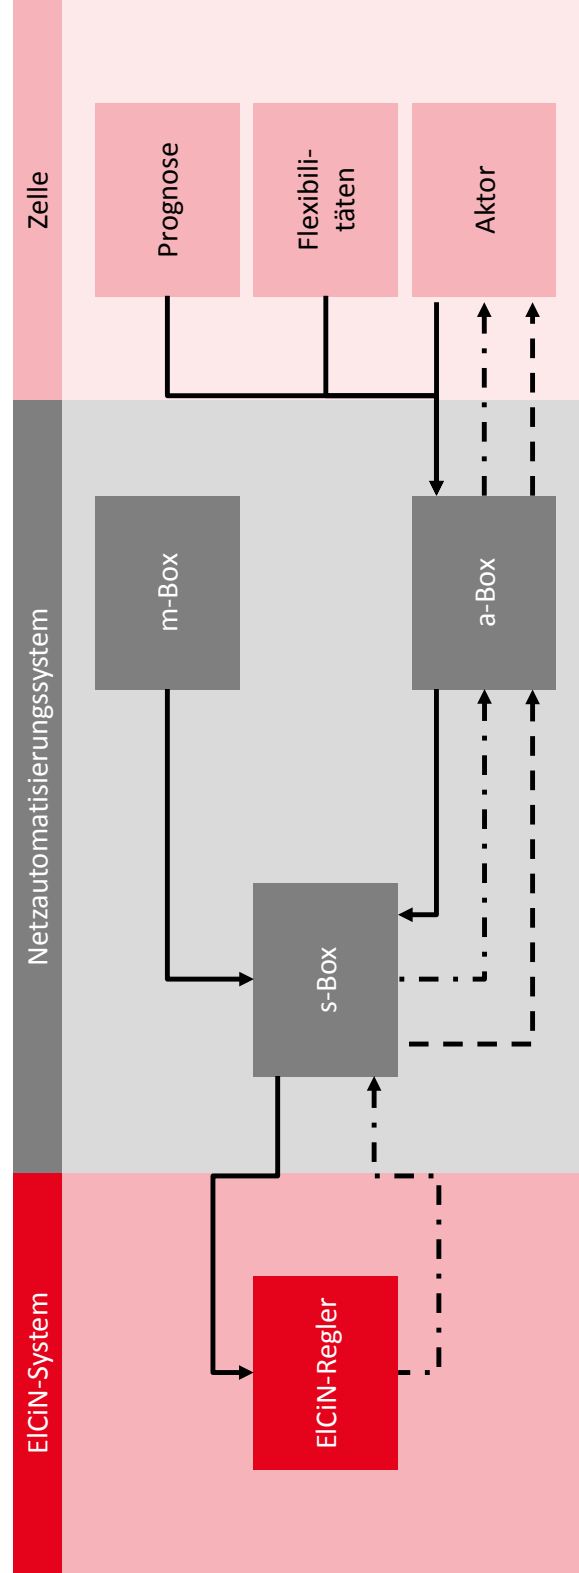 ElCiN-System
Netzautomatisierungssystem
Zelle
m-Box
Prognose
ElCiN-Regler
s-Box
Flexibili-
täten
a-Box
Aktor